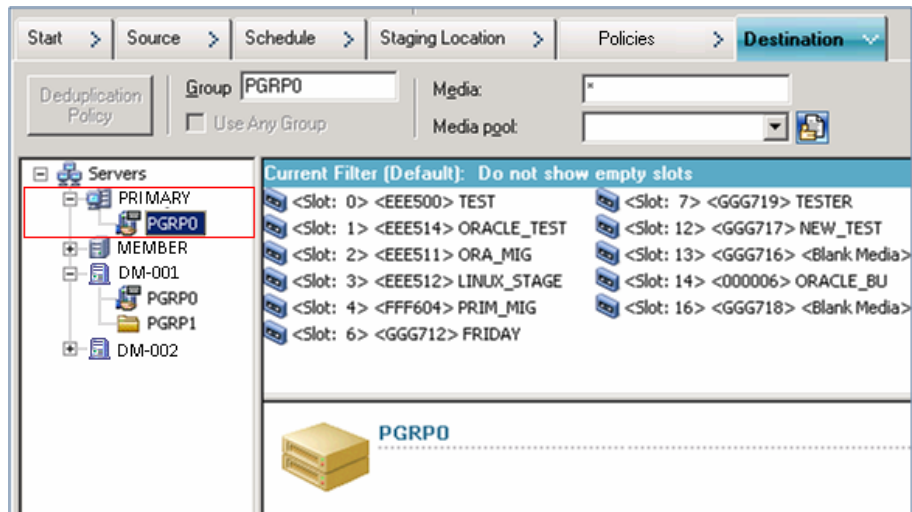 Start > Source > Schedule > Staging Location > Policies > Destination
Deduplication
Policy
Group PGRP0
Use Any Group
Media: *
Media pool:
Servers
PRIMARY
PGRP0
MEMBER
DM-001
PGRP0
PGRP1
DM-002
Current Filter (Default): Do not show empty slots
<Slot: 0> <EEE500> TEST
<Slot: 1> <EEE514> ORACLE_TEST
<Slot: 2> <EEE511> ORA_MIG
<Slot: 3> <EEE512> LINUX_STAGE
<Slot: 4> <FFF604> PRIM_MIG
<Slot: 6> <GGG712> FRIDAY
<Slot: 7> <GGG719> TESTER
<Slot: 12> <GGG717> NEW_TEST
<Slot: 13> <GGG716> <Blank Media>
<Slot: 14> <000006> ORACLE_BU
<Slot: 16> <GGG718> <Blank Media>
PGRP0